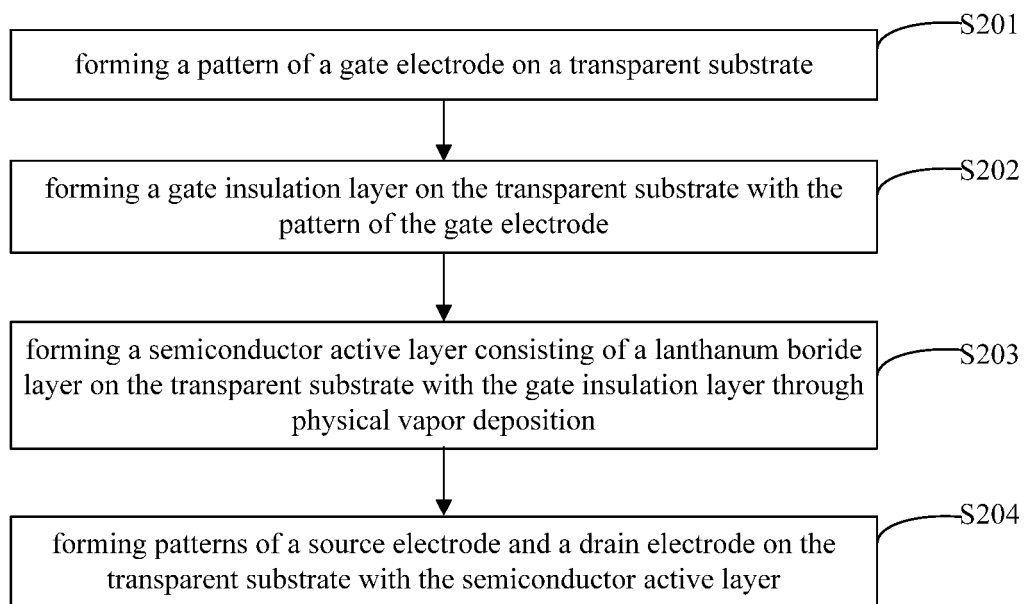 S201
forming a pattern of a gate electrode on a transparent substrate
S202
forming a gate insulation layer on the transparent substrate with the
pattern of the gate electrode
S203
forming a semiconductor active layer consisting of a lanthanum boride
layer on the transparent substrate with the gate insulation layer through
physical vapor deposition
S204
forming patterns of a source electrode and a drain electrode on the
transparent substrate with the semiconductor active layer